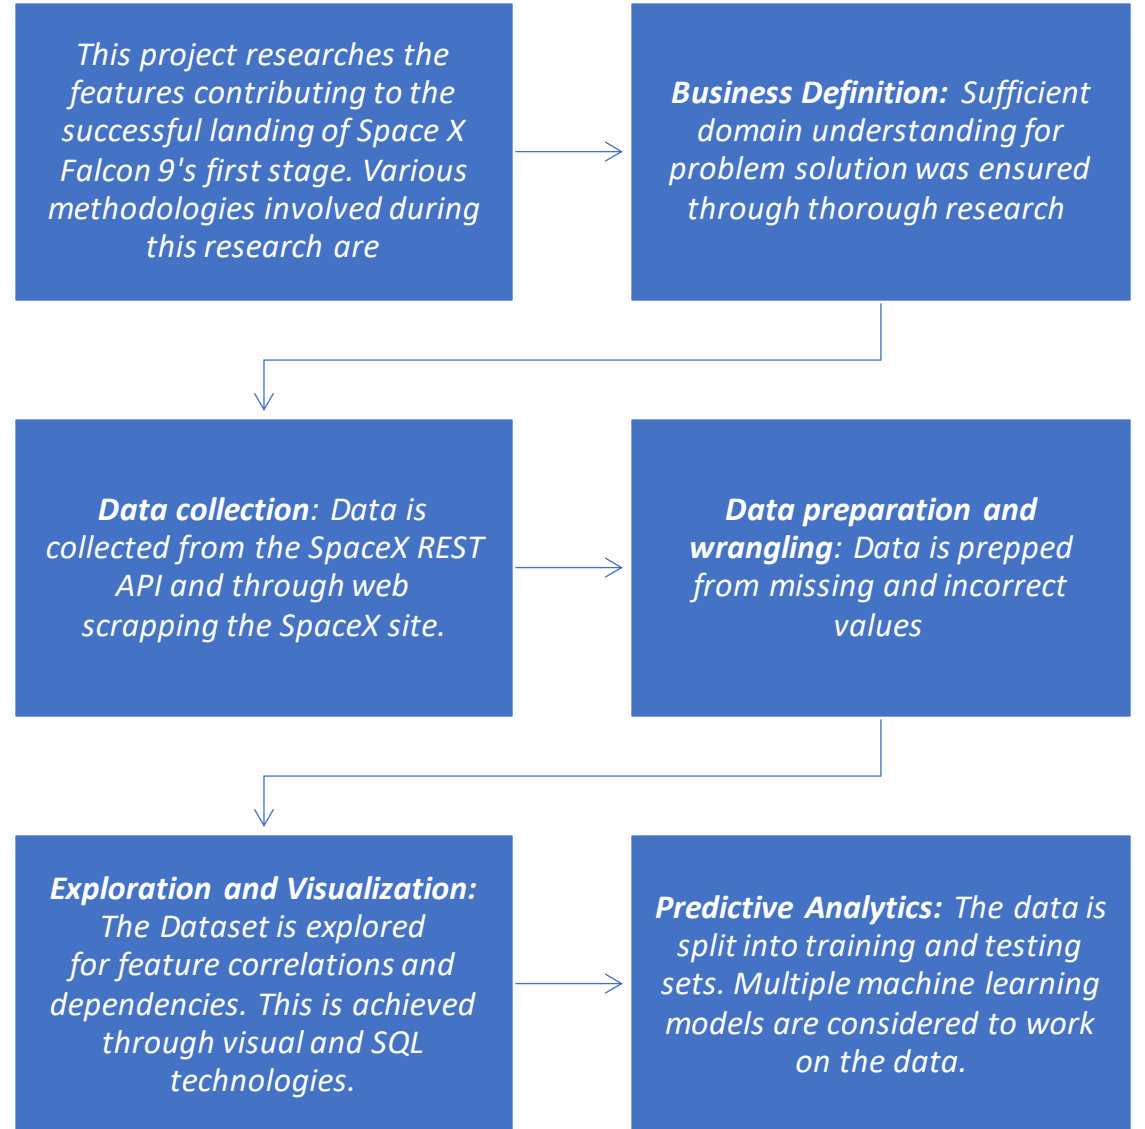 This project researches the
features contributing to the
successful landing of Space X
Falcon 9's first stage. Various
methodologies involved during
this research are
Business Definition: Sufficient
domain understanding for
problem solution was ensured
through thorough research
Data collection: Data is
collected from the SpaceX REST
API and through web
scrapping the SpaceX site.
Data preparation and
wrangling: Data is prepped
from missing and incorrect
values
Exploration and Visualization:
The Dataset is explored
for feature correlations and
dependencies. This is achieved
through visual and SQL
technologies.
Predictive Analytics: The data is
split into training and testing
sets. Multiple machine learning
models are considered to work
on the data.